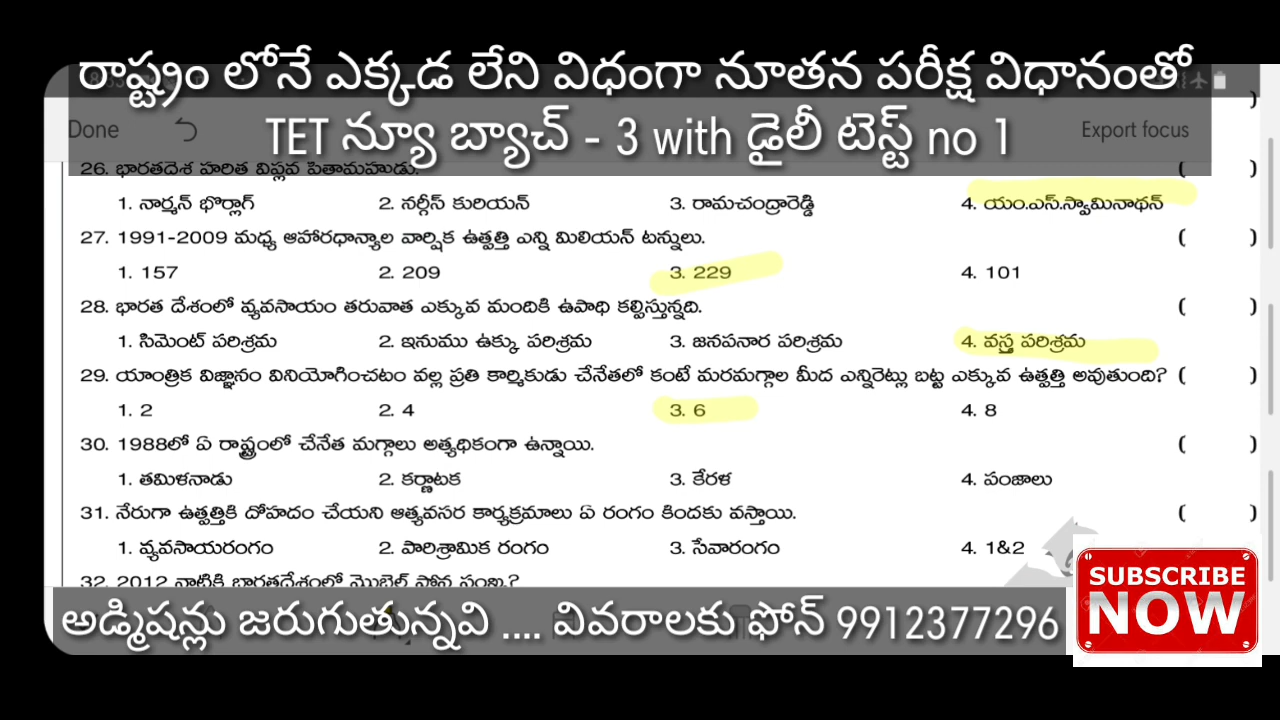 రాష్ట్రం లోనే ఎక్కడ లేని విధంగా నూతన పరీక్ష విధానంతో
TET న్యూ బ్యాచ్ - 3 with డైలీ టెస్ట్ no 1
Done Export focus
26. భారతదేశ హరిత విప్లవ పితామహుడు. ( )
1. నార్మన్ భోర్లాగ్ 2. నర్గీస్ కురియన్ 3. రామచంద్రారెడ్డి 4. యం.ఎస్.స్వామినాథన్
27. 1991-2009 మధ్య ఆహారధాన్యాల వార్షిక ఉత్పత్తి ఎన్ని మిలియన్ టన్నులు. ( )
1. 157 2. 209 3. 229 4. 101
28. భారత దేశంలో వ్యవసాయం తరువాత ఎక్కువ మందికి ఉపాధి కల్పిస్తున్నది. ( )
1. సిమెంట్ పరిశ్రమ 2. ఇనుము ఉక్కు పరిశ్రమ 3. జనపనార పరిశ్రమ 4. వస్త్ర పరిశ్రమ
29. యాంత్రిక విజ్ఞానం వినియోగించటం వల్ల ప్రతి కార్మికుడు చేనేతలో కంటే మరమగ్గాల మీద ఎన్నిరెట్లు బట్ట ఎక్కువ ఉత్పత్తి అవుతుంది? ( )
1. 2 2. 4 3. 6 4. 8
30. 1988లో ఏ రాష్ట్రంలో చేనేత మగ్గాలు అత్యధికంగా ఉన్నాయి. ( )
1. తమిళనాడు 2. కర్ణాటక 3. కేరళ 4. పంజాబు
31. నేరుగా ఉత్పత్తికి దోహదం చేయని అత్యవసర కార్యక్రమాలు ఏ రంగం కిందకు వస్తాయి. ( )
1. వ్యవసాయరంగం 2. పారిశ్రామిక రంగం 3. సేవారంగం 4. 1&2
32. 2012 నాటికి భారతదేశంలో మొబైల్ ఫోన్ల సంఖ్య?
అడ్మిషన్లు జరుగుతున్నవి .... వివరాలకు ఫోన్ 9912377296
SUBSCRIBE
NOW